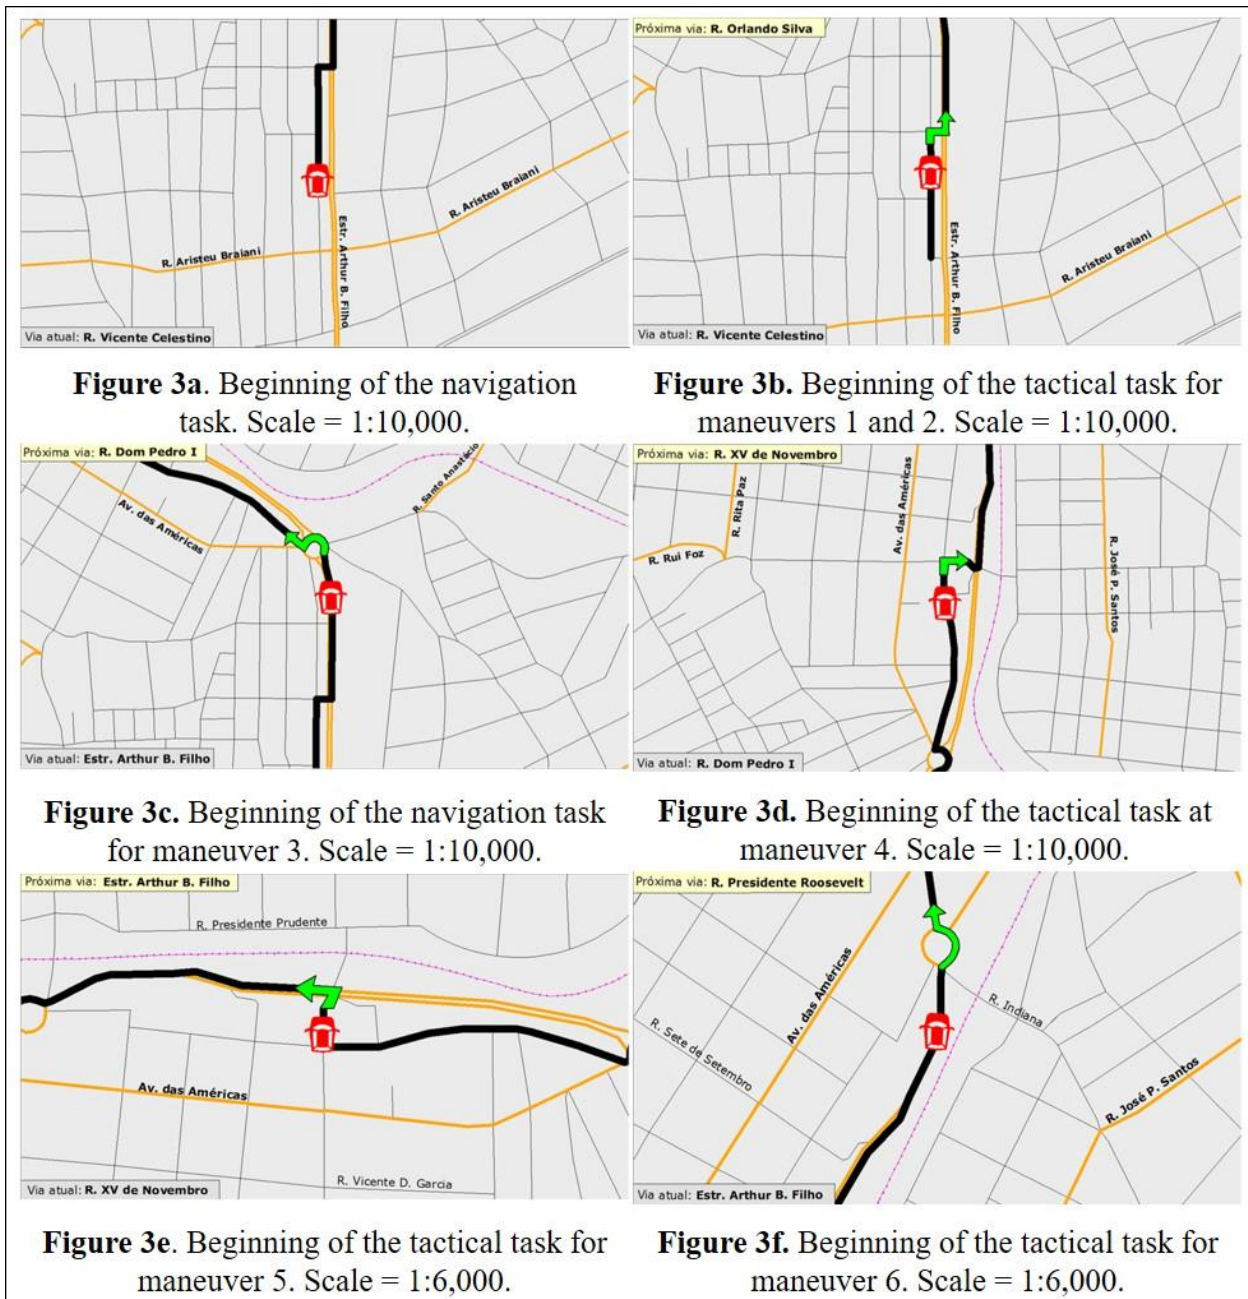 Estr. Arthur B. Filho
R. Aristeu Braiani
R. Aristeu Braiani
Via atual: R. Vicente Celestino
Próxima via: R. Orlando Silva
Estr. Arthur B. Filho
R. Aristeu Braiani
Via atual: R. Vicente Celestino
Figure 3a. Beginning of the navigation
task. Scale = 1:10,000.
Figure 3b. Beginning of the tactical task for
maneuvers 1 and 2. Scale = 1:10,000.
Próxima via: R. Dom Pedro I
R. Santo Anastácio
Av. das Américas
Via atual: Estr. Arthur B. Filho
Próxima via: R. XV de Novembro
Av. das Américas
R. Rita Paz
R. Rui Foz
R. José P. Santos
Via atual: R. Dom Pedro I
Figure 3c. Beginning of the navigation task
for maneuver 3. Scale = 1:10,000.
Figure 3d. Beginning of the tactical task at
maneuver 4. Scale = 1:10,000.
Próxima via: Estr. Arthur B. Filho
R. Presidente Prudente
Av. das Américas
R. Vicente D. Garcia
Via atual: R. XV de Novembro
Próxima via: R. Presidente Roosevelt
Av. das Américas
R. Indiana
R. Sete de Setembro
R. José P. Santos
Via atual: Estr. Arthur B. Filho
Figure 3e. Beginning of the tactical task for
maneuver 5. Scale = 1:6,000.
Figure 3f. Beginning of the tactical task for
maneuver 6. Scale = 1:6,000.